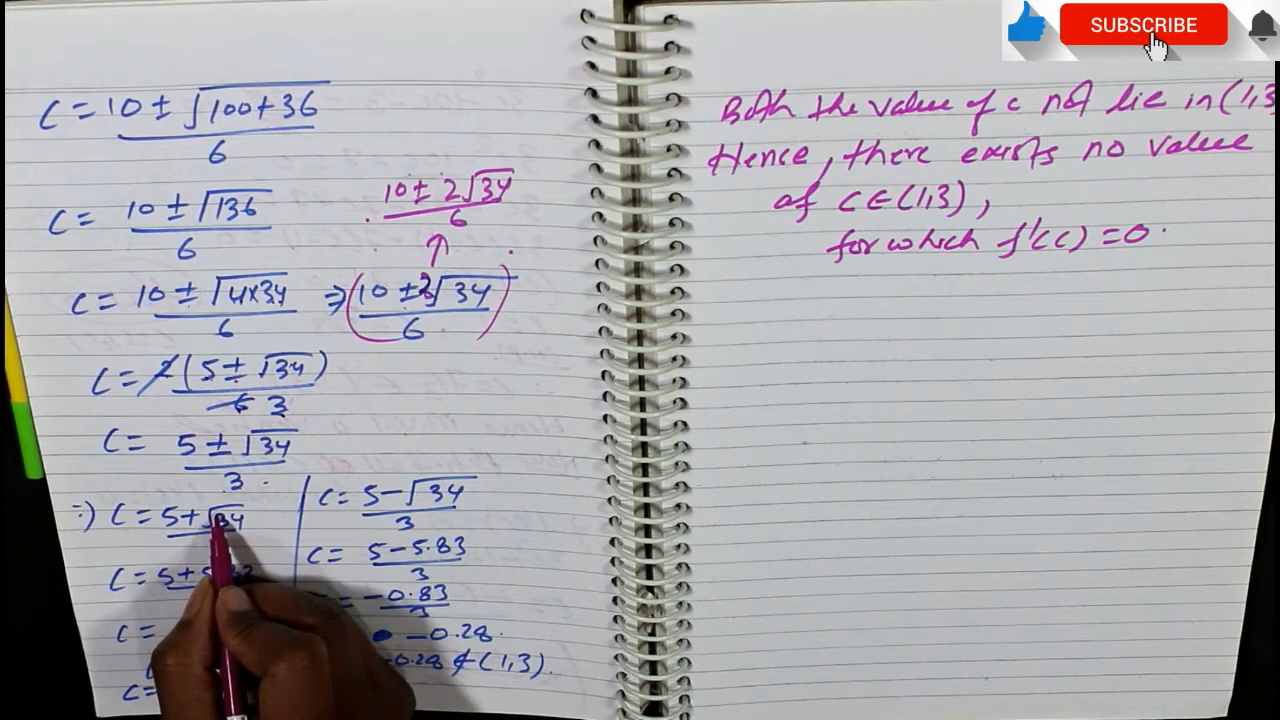 C = 10 ± √100+36 / 6
C = 10 ± √136 / 6
10 ± 2√34 / 6
C = 10 ± √4×34 / 6 ⇒ (10 ± 2√34 / 6)
C = 2(5 ± √34) / 6 3
C = 5 ± √34 / 3
⇒ C = 5+√34
C = 5+
C =
C =
C = 5-√34 / 3
C = 5-5.83 / 3
= -0.83 / 3
-0.28.
-0.28 ∉ (1,3).
SUBSCRIBE
Both the value of c not lie in (1,3
Hence, there exists no value
of C∈(1,3),
for which f'(c) = 0.